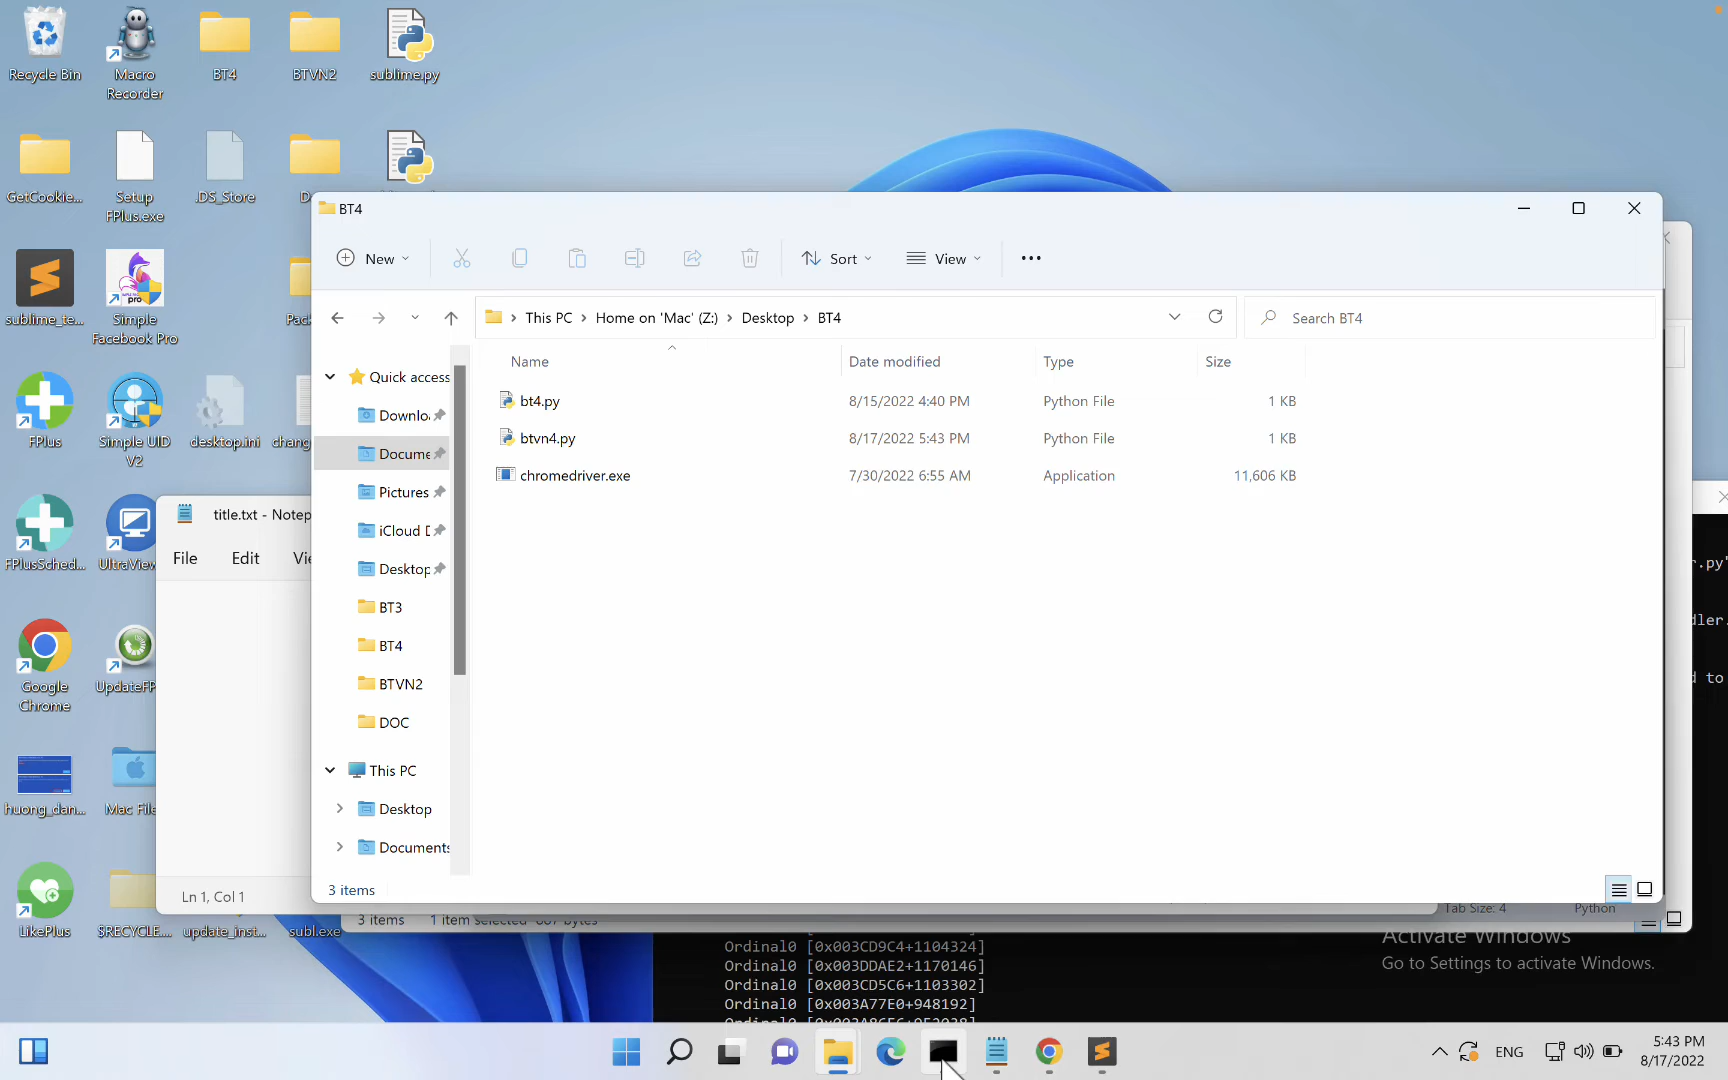 Recycle Bin
Macro
Recorder
BT4
BTVN2
sublime.py
GetCookie...
Setup
FPlus.exe
.DS_Store
sublime_te...
Simple
Facebook Pro
FPlus
Simple UID
V2
desktop.ini
FPlusSched...
Google
Chrome
huong_dan...
LikePlus
$RECYCLE....
update_inst...
subl.exe
title.txt - Notep
File Edit
Ln 1, Col 1
BT4
New
Sort
View
This PC > Home on 'Mac' (Z:) > Desktop > BT4
Search BT4
Name Date modified Type Size
bt4.py 8/15/2022 4:40 PM Python File 1 KB
btvn4.py 8/17/2022 5:43 PM Python File 1 KB
chromedriver.exe 7/30/2022 6:55 AM Application 11,606 KB
Quick access
Downlo
Docume
Pictures
iCloud D
Desktop
BT3
BT4
BTVN2
DOC
This PC
Desktop
Documents
3 items
3 items
Tab Size: 4 Python
r.py'
dler.
d to
Ordinal0 [0x003CD9C4+1104324]
Ordinal0 [0x003DDAE2+1170146]
Ordinal0 [0x003CD5C6+1103302]
Ordinal0 [0x003A77E0+948192]
Activate Windows
Go to Settings to activate Windows.
ENG
5:43 PM
8/17/2022